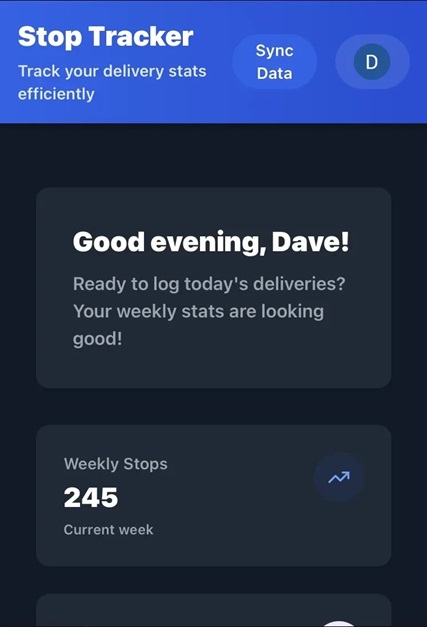 Stop Tracker
Track your delivery stats
efficiently
Sync
Data
D
Good evening, Dave!
Ready to log today's deliveries?
Your weekly stats are looking
good!
Weekly Stops
245
Current week